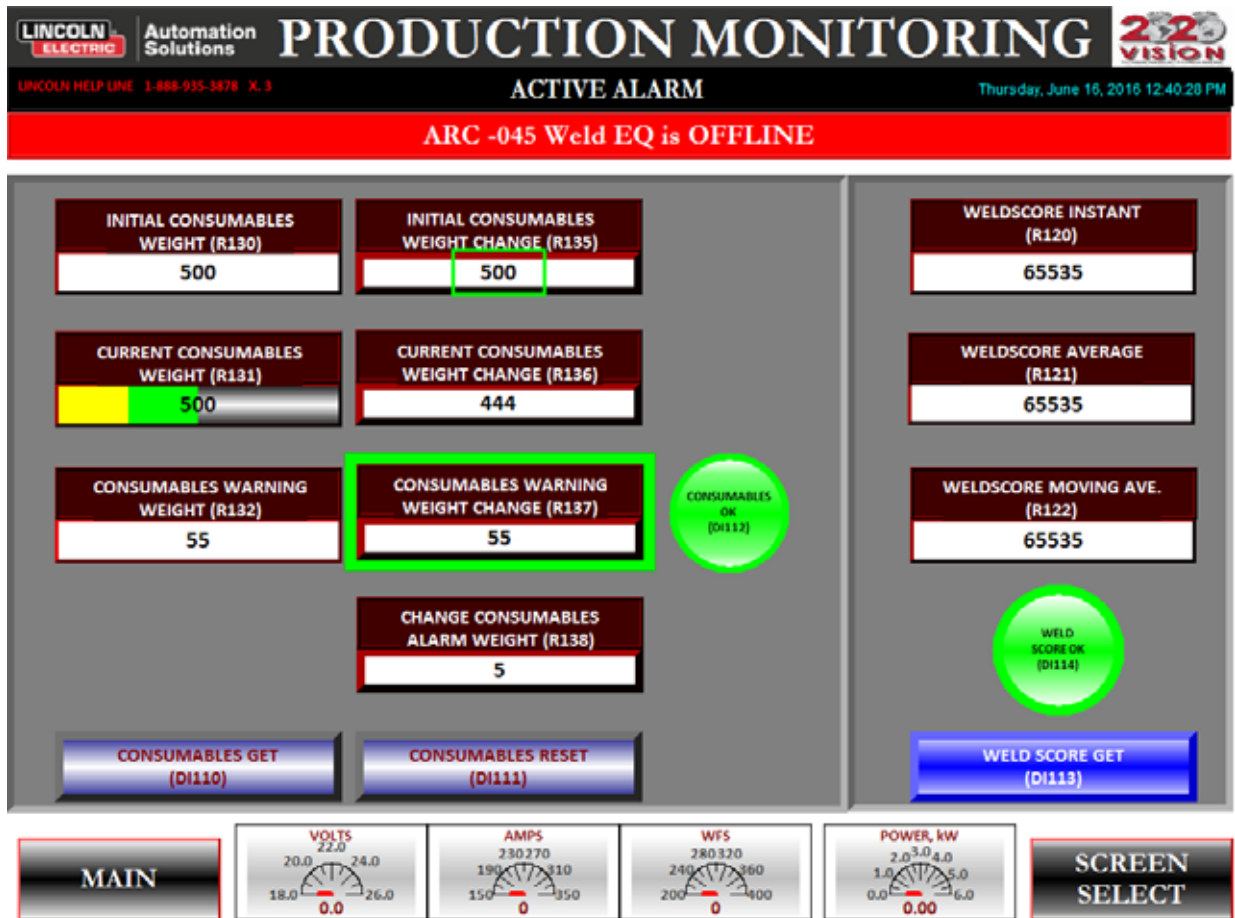 LINCOLN ELECTRIC
Automation Solutions
PRODUCTION MONITORING
2020 VISION
LINCOLN HELP LINE 1-888-935-3878 X. 3
ACTIVE ALARM
Thursday, June 16, 2016 12:40:28 PM
ARC -045 Weld EQ is OFFLINE
INITIAL CONSUMABLES
WEIGHT (R130)
500
INITIAL CONSUMABLES
WEIGHT CHANGE (R135)
500
WELDSCORE INSTANT
(R120)
65535
CURRENT CONSUMABLES
WEIGHT (R131)
500
CURRENT CONSUMABLES
WEIGHT CHANGE (R136)
444
WELDSCORE AVERAGE
(R121)
65535
CONSUMABLES WARNING
WEIGHT (R132)
55
CONSUMABLES WARNING
WEIGHT CHANGE (R137)
55
CONSUMABLES
OK
(DI112)
WELDSCORE MOVING AVE.
(R122)
65535
CHANGE CONSUMABLES
ALARM WEIGHT (R138)
5
WELD
SCORE OK
(DI114)
CONSUMABLES GET
(DI110)
CONSUMABLES RESET
(DI111)
WELD SCORE GET
(DI113)
MAIN
VOLTS
22.0
20.0 24.0
18.0 26.0
0.0
AMPS
230 270
190 310
150 350
0
WFS
280 320
240 360
200 400
0
POWER, kW
2.0 3.0 4.0
1.0 5.0
0.0 6.0
0.00
SCREEN
SELECT